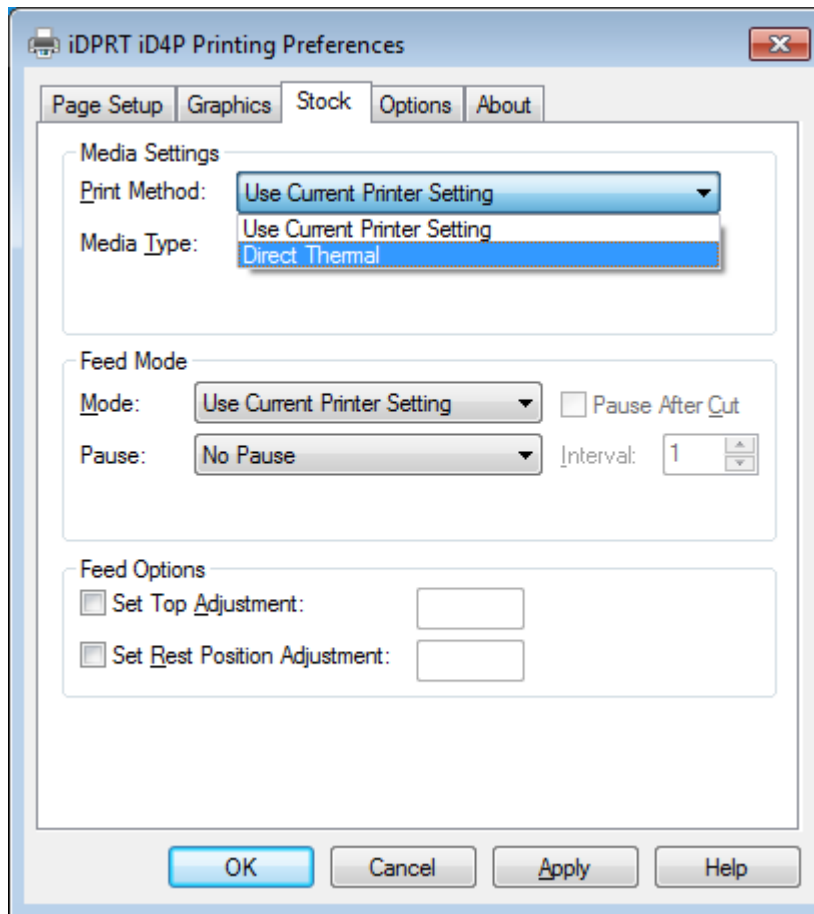 iDPRT iD4P Printing Preferences
Page Setup Graphics Stock Options About
Media Settings
Print Method: Use Current Printer Setting
Use Current Printer Setting
Media Type:
Direct Thermal
Feed Mode
Mode: Use Current Printer Setting Pause After Cut
Pause: No Pause Interval: 1
Feed Options
Set Top Adjustment:
Set Rest Position Adjustment:
OK Cancel Apply Help